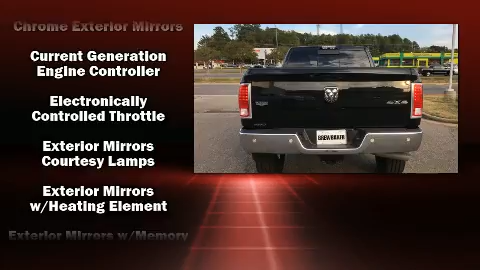 Chrome Exterior Mirrors
Current Generation
Engine Controller
Electronically
Controlled Throttle
Exterior Mirrors
Courtesy Lamps
Exterior Mirrors
w/Heating Element
Exterior Mirrors w/Memory
4X4
BREWBAKER